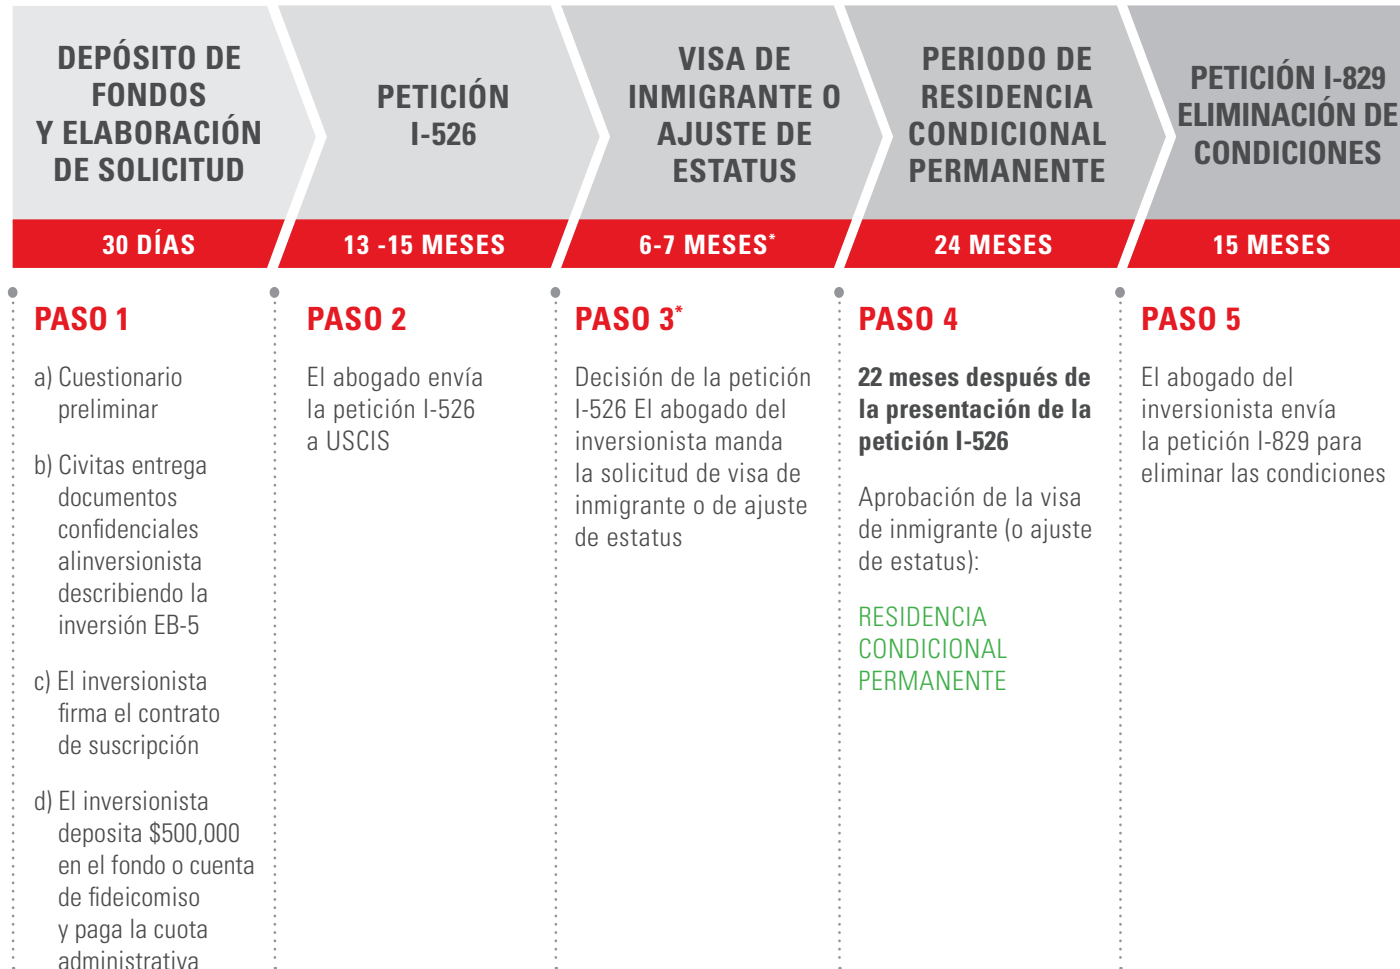 DEPÓSITO DE
FONDOS
Y ELABORACIÓN
DE SOLICITUD
30 DÍAS
PETICIÓN
I-526
13 -15 MESES
VISA DE
INMIGRANTE O
AJUSTE DE
ESTATUS
6-7 MESES*
PERIODO DE
RESIDENCIA
CONDICIONAL
PERMANENTE
24 MESES
PETICIÓN I-829
ELIMINACIÓN DE
CONDICIONES
15 MESES
PASO 1
a) Cuestionario
preliminar
b) Civitas entrega
documentos
confidenciales
alinversionista
describiendo la
inversión EB-5
c) El inversionista
firma el contrato
de suscripción
d) El inversionista
deposita $500,000
en el fondo o cuenta
de fideicomiso
y paga la cuota
administrativa
PASO 2
El abogado envía
la petición I-526
a USCIS
PASO 3*
Decisión de la petición
I-526 El abogado del
inversionista manda
la solicitud de visa de
inmigrante o de ajuste
de estatus
PASO 4
22 meses después de
la presentación de la
petición I-526
Aprobación de la visa
de inmigrante (o ajuste
de estatus):
RESIDENCIA
CONDICIONAL
PERMANENTE
PASO 5
El abogado del
inversionista envía
la petición I-829 para
eliminar las condiciones